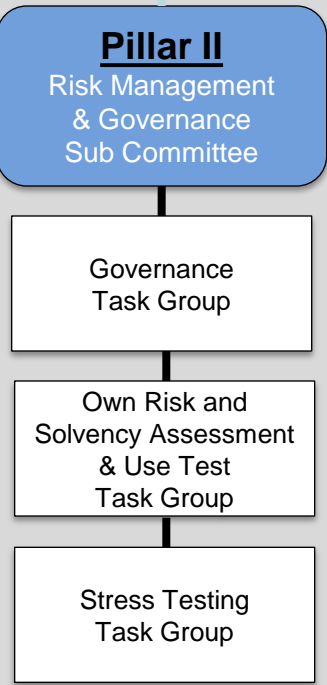 Pillar II
Risk Management
& Governance
Sub Committee
Governance
Task Group
Own Risk and
Solvency Assessment
& Use Test
Task Group
Stress Testing
Task Group